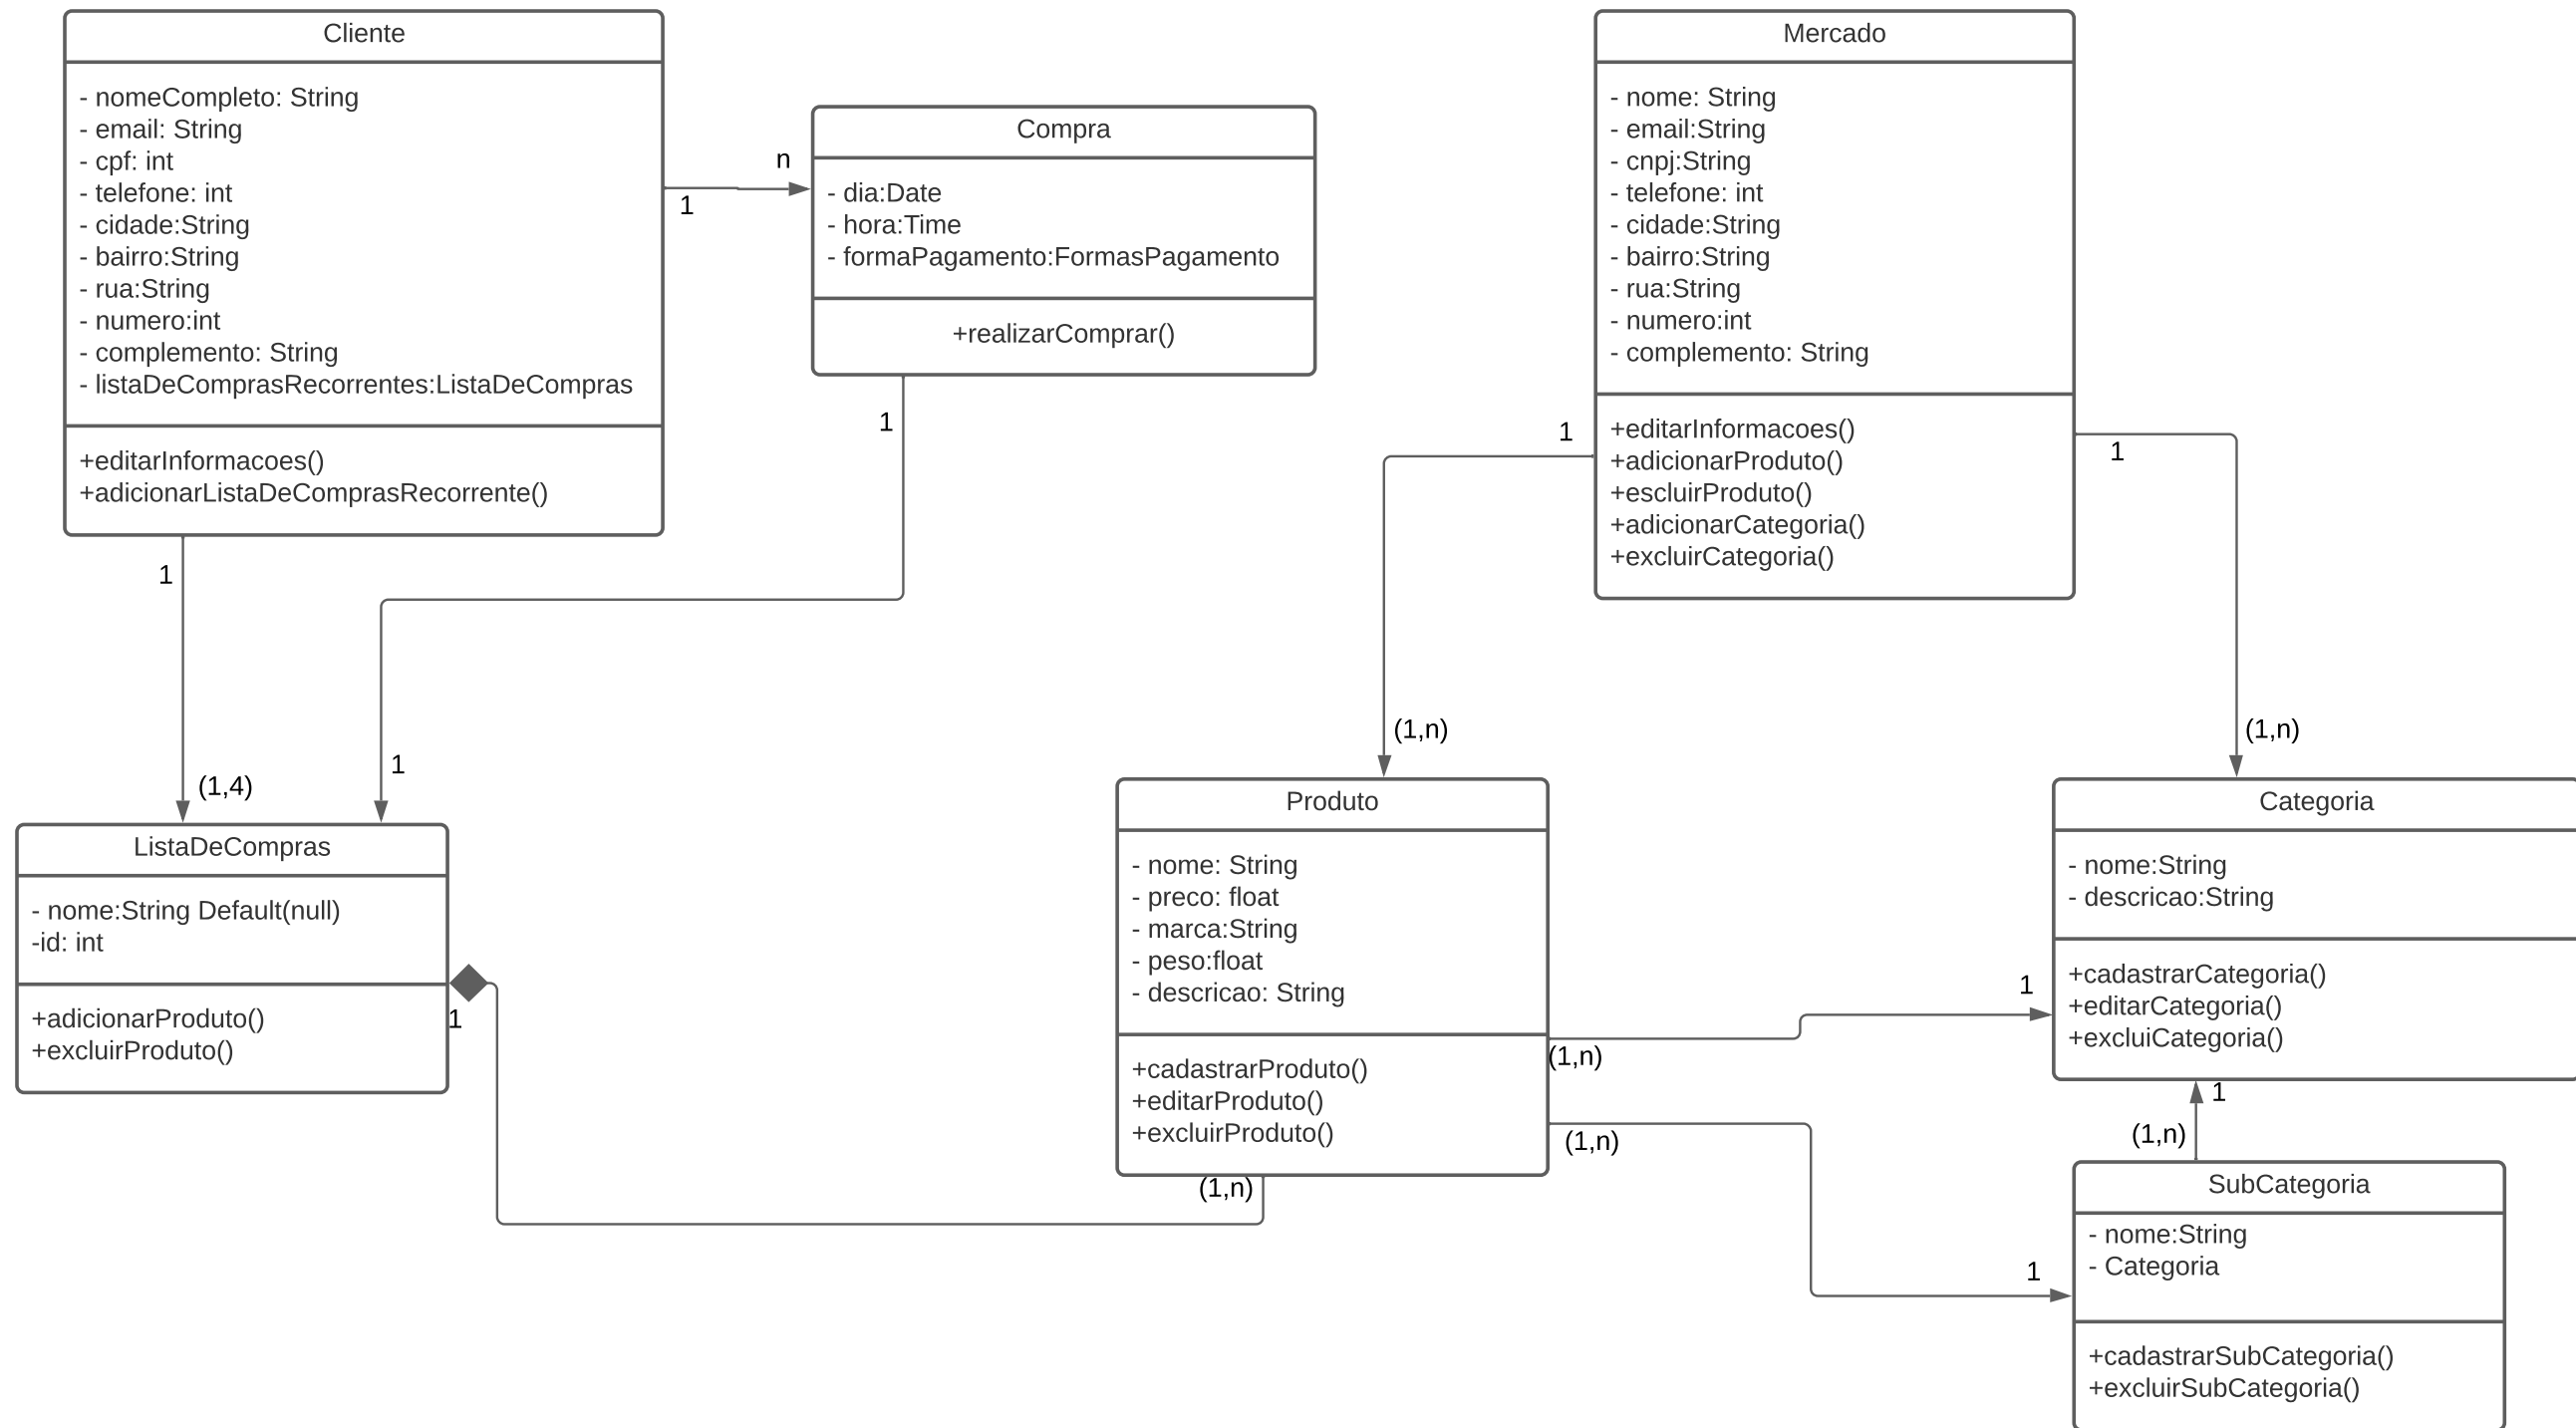 Cliente
- nomeCompleto: String
- email: String
- cpf: int
- telefone: int
- cidade:String
- bairro:String
- rua:String
- numero:int
- complemento: String
- listaDeComprasRecorrentes:ListaDeCompras
+editarInformacoes()
+adicionarListaDeComprasRecorrente()
1
n
Compra
- dia:Date
- hora:Time
- formaPagamento:FormasPagamento
+realizarComprar()
Mercado
- nome: String
- email:String
- cnpj:String
- telefone: int
- cidade:String
- bairro:String
- rua:String
- numero:int
- complemento: String
+editarInformacoes()
+adicionarProduto()
+escluirProduto()
+adicionarCategoria()
+excluirCategoria()
1
1
1
1
(1,4)
1
(1,n)
(1,n)
ListaDeCompras
- nome:String Default(null)
-id: int
+adicionarProduto()
+excluirProduto()
1
Produto
- nome: String
- preco: float
- marca:String
- peso:float
- descricao: String
+cadastrarProduto()
+editarProduto()
+excluirProduto()
(1,n)
(1,n)
(1,n)
1
Categoria
- nome:String
- descricao:String
+cadastrarCategoria()
+editarCategoria()
+excluiCategoria()
1
(1,n)
1
SubCategoria
- nome:String
- Categoria
+cadastrarSubCategoria()
+excluirSubCategoria()